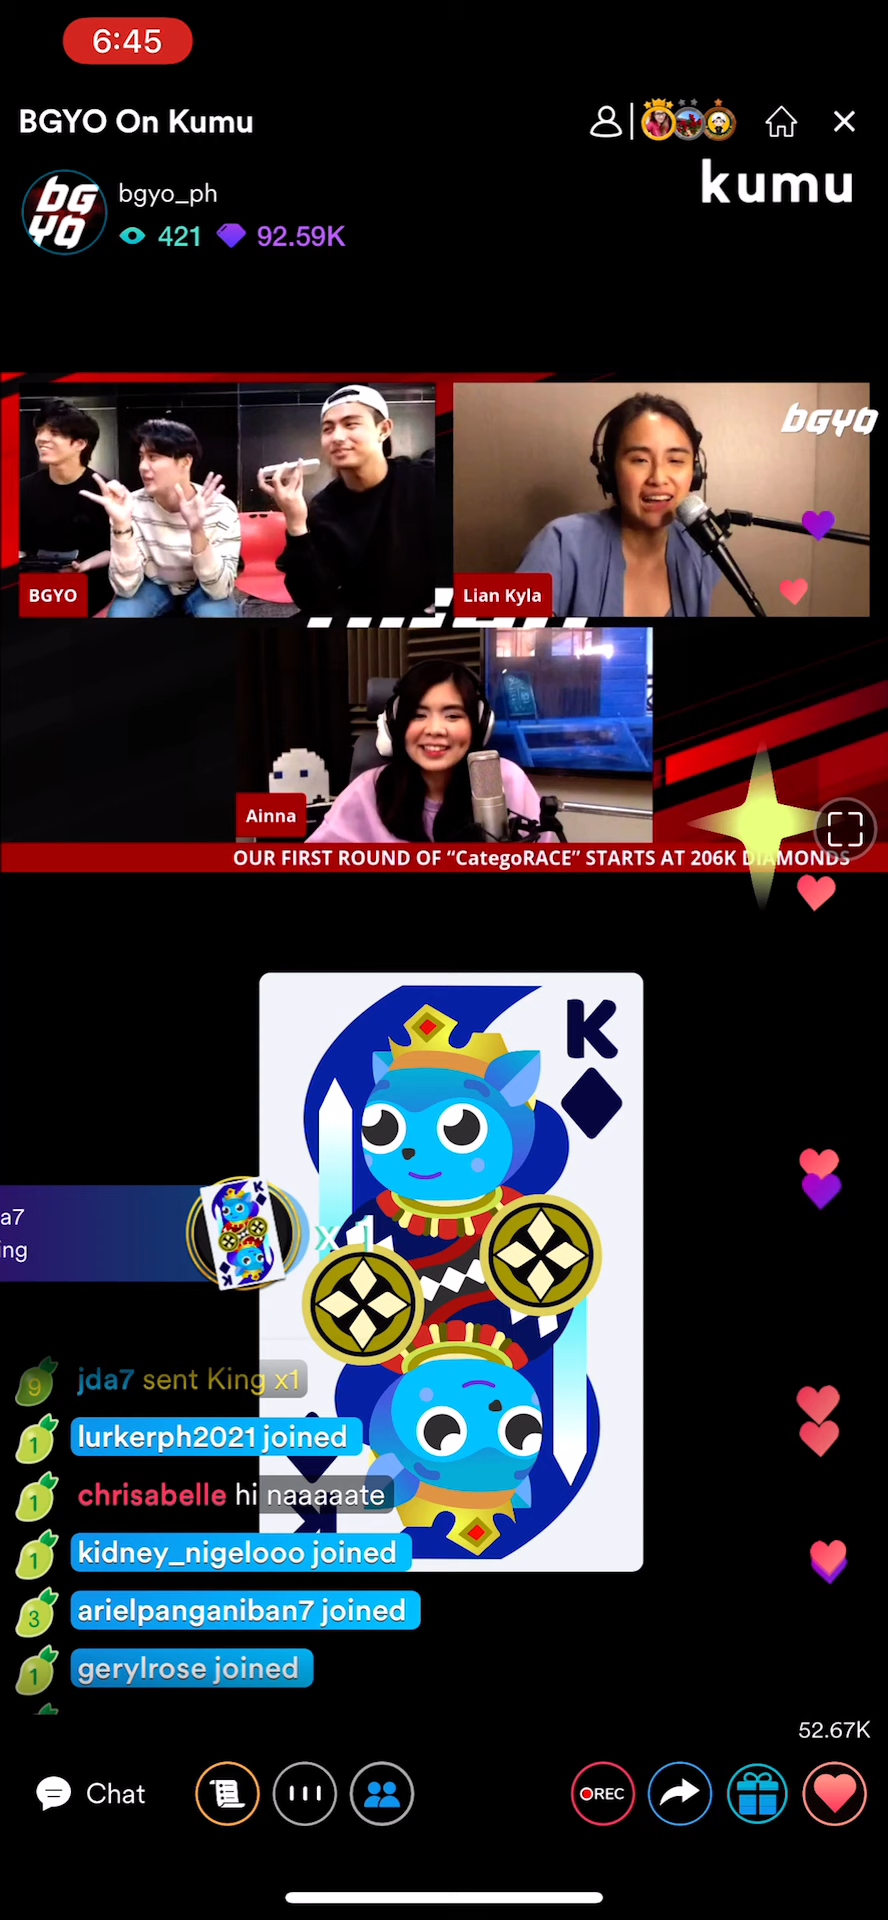 6:45
BGYO On Kumu
kumu
bgyo_ph
421 92.59K
BGYO
BGYO
Lian Kyla
Ainna
OUR FIRST ROUND OF “CategoRACE” STARTS AT 206K DIAMONDS
K
a7
ing
x 1
jda7 sent King x1
lurkerph2021 joined
chrisabelle hi naaaaate
kidney_nigelooo joined
arielpanganiban7 joined
gerylrose joined
9
1
1
1
3
1
K
52.67K
Chat
REC